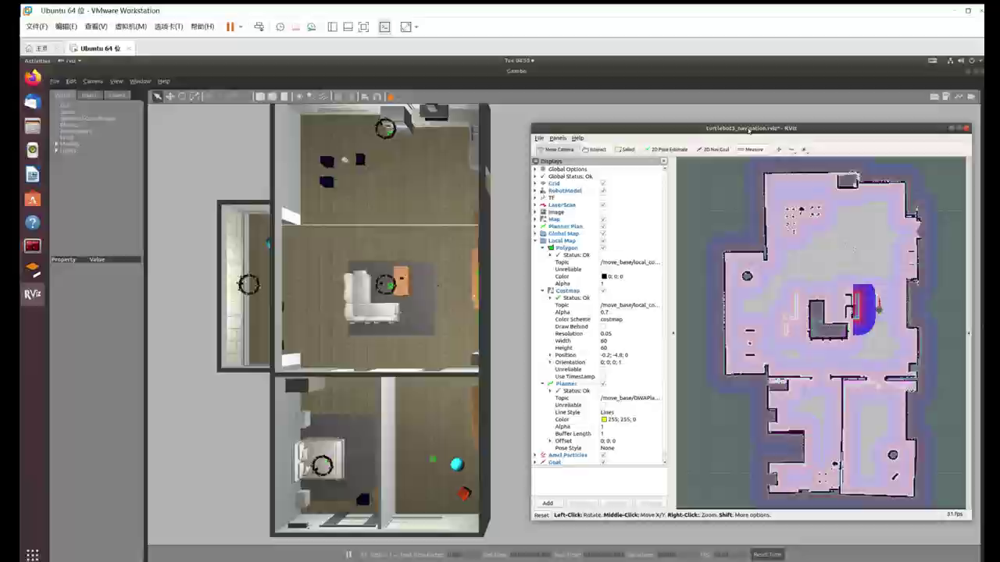 Ubuntu 64 位 - VMware Workstation
文件(F) 编辑(E) 查看(V) 虚拟机(M) 选项卡(T) 帮助(H)
主页 Ubuntu 64 位
Activities rviz
Gazebo
File Edit Camera View Window Help
Property Value
RViz
turtlebot3_navigation.rviz* - RViz
File Panels Help
Move Camera Interact Select 2D Pose Estimate 2D Nav Goal Measure
Displays
Global Options
Global Status: Ok
Grid
RobotModel
TF
LaserScan
Image
Map
Planner Plan
Global Map
Local Map
Polygon
Status: Ok
Topic /move_base/local_co...
Unreliable
Color 0; 0; 0
Alpha 1
Costmap
Status: Ok
Topic /move_base/local_co...
Alpha 0.7
Color Scheme costmap
Draw Behind
Resolution 0.05
Width 60
Height 60
Position -0.2; -4.8; 0
Orientation 0; 0; 0; 1
Unreliable
Use Timestamp
Planner
Status: Ok
Topic /move_base/DWAPla...
Unreliable
Line Style Lines
Color 255; 255; 0
Alpha 1
Buffer Length 1
Offset 0; 0; 0
Pose Style None
Amcl Particles
Goal
Add
Reset Left-Click: Rotate. Middle-Click: Move X/Y. Right-Click: Zoom. Shift: More options. 31 fps
Reset Time